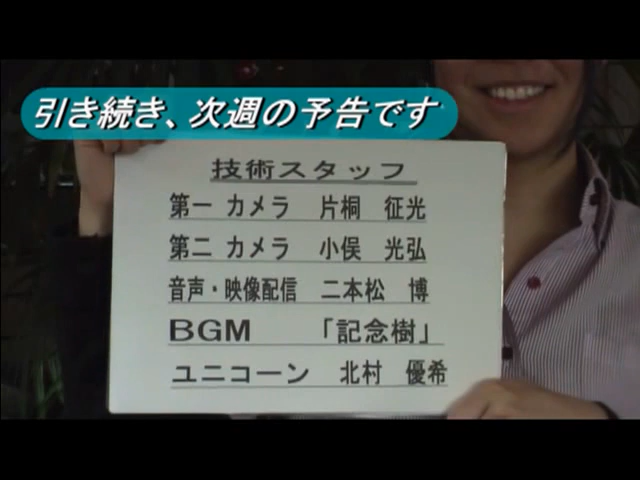 引き続き、次週の予告です
技術スタッフ
第一 カメラ 片桐 征光
第二 カメラ 小俣 光弘
音声・映像配信 二本松 博
BGM 「記念樹」
ユニコーン 北村 優希